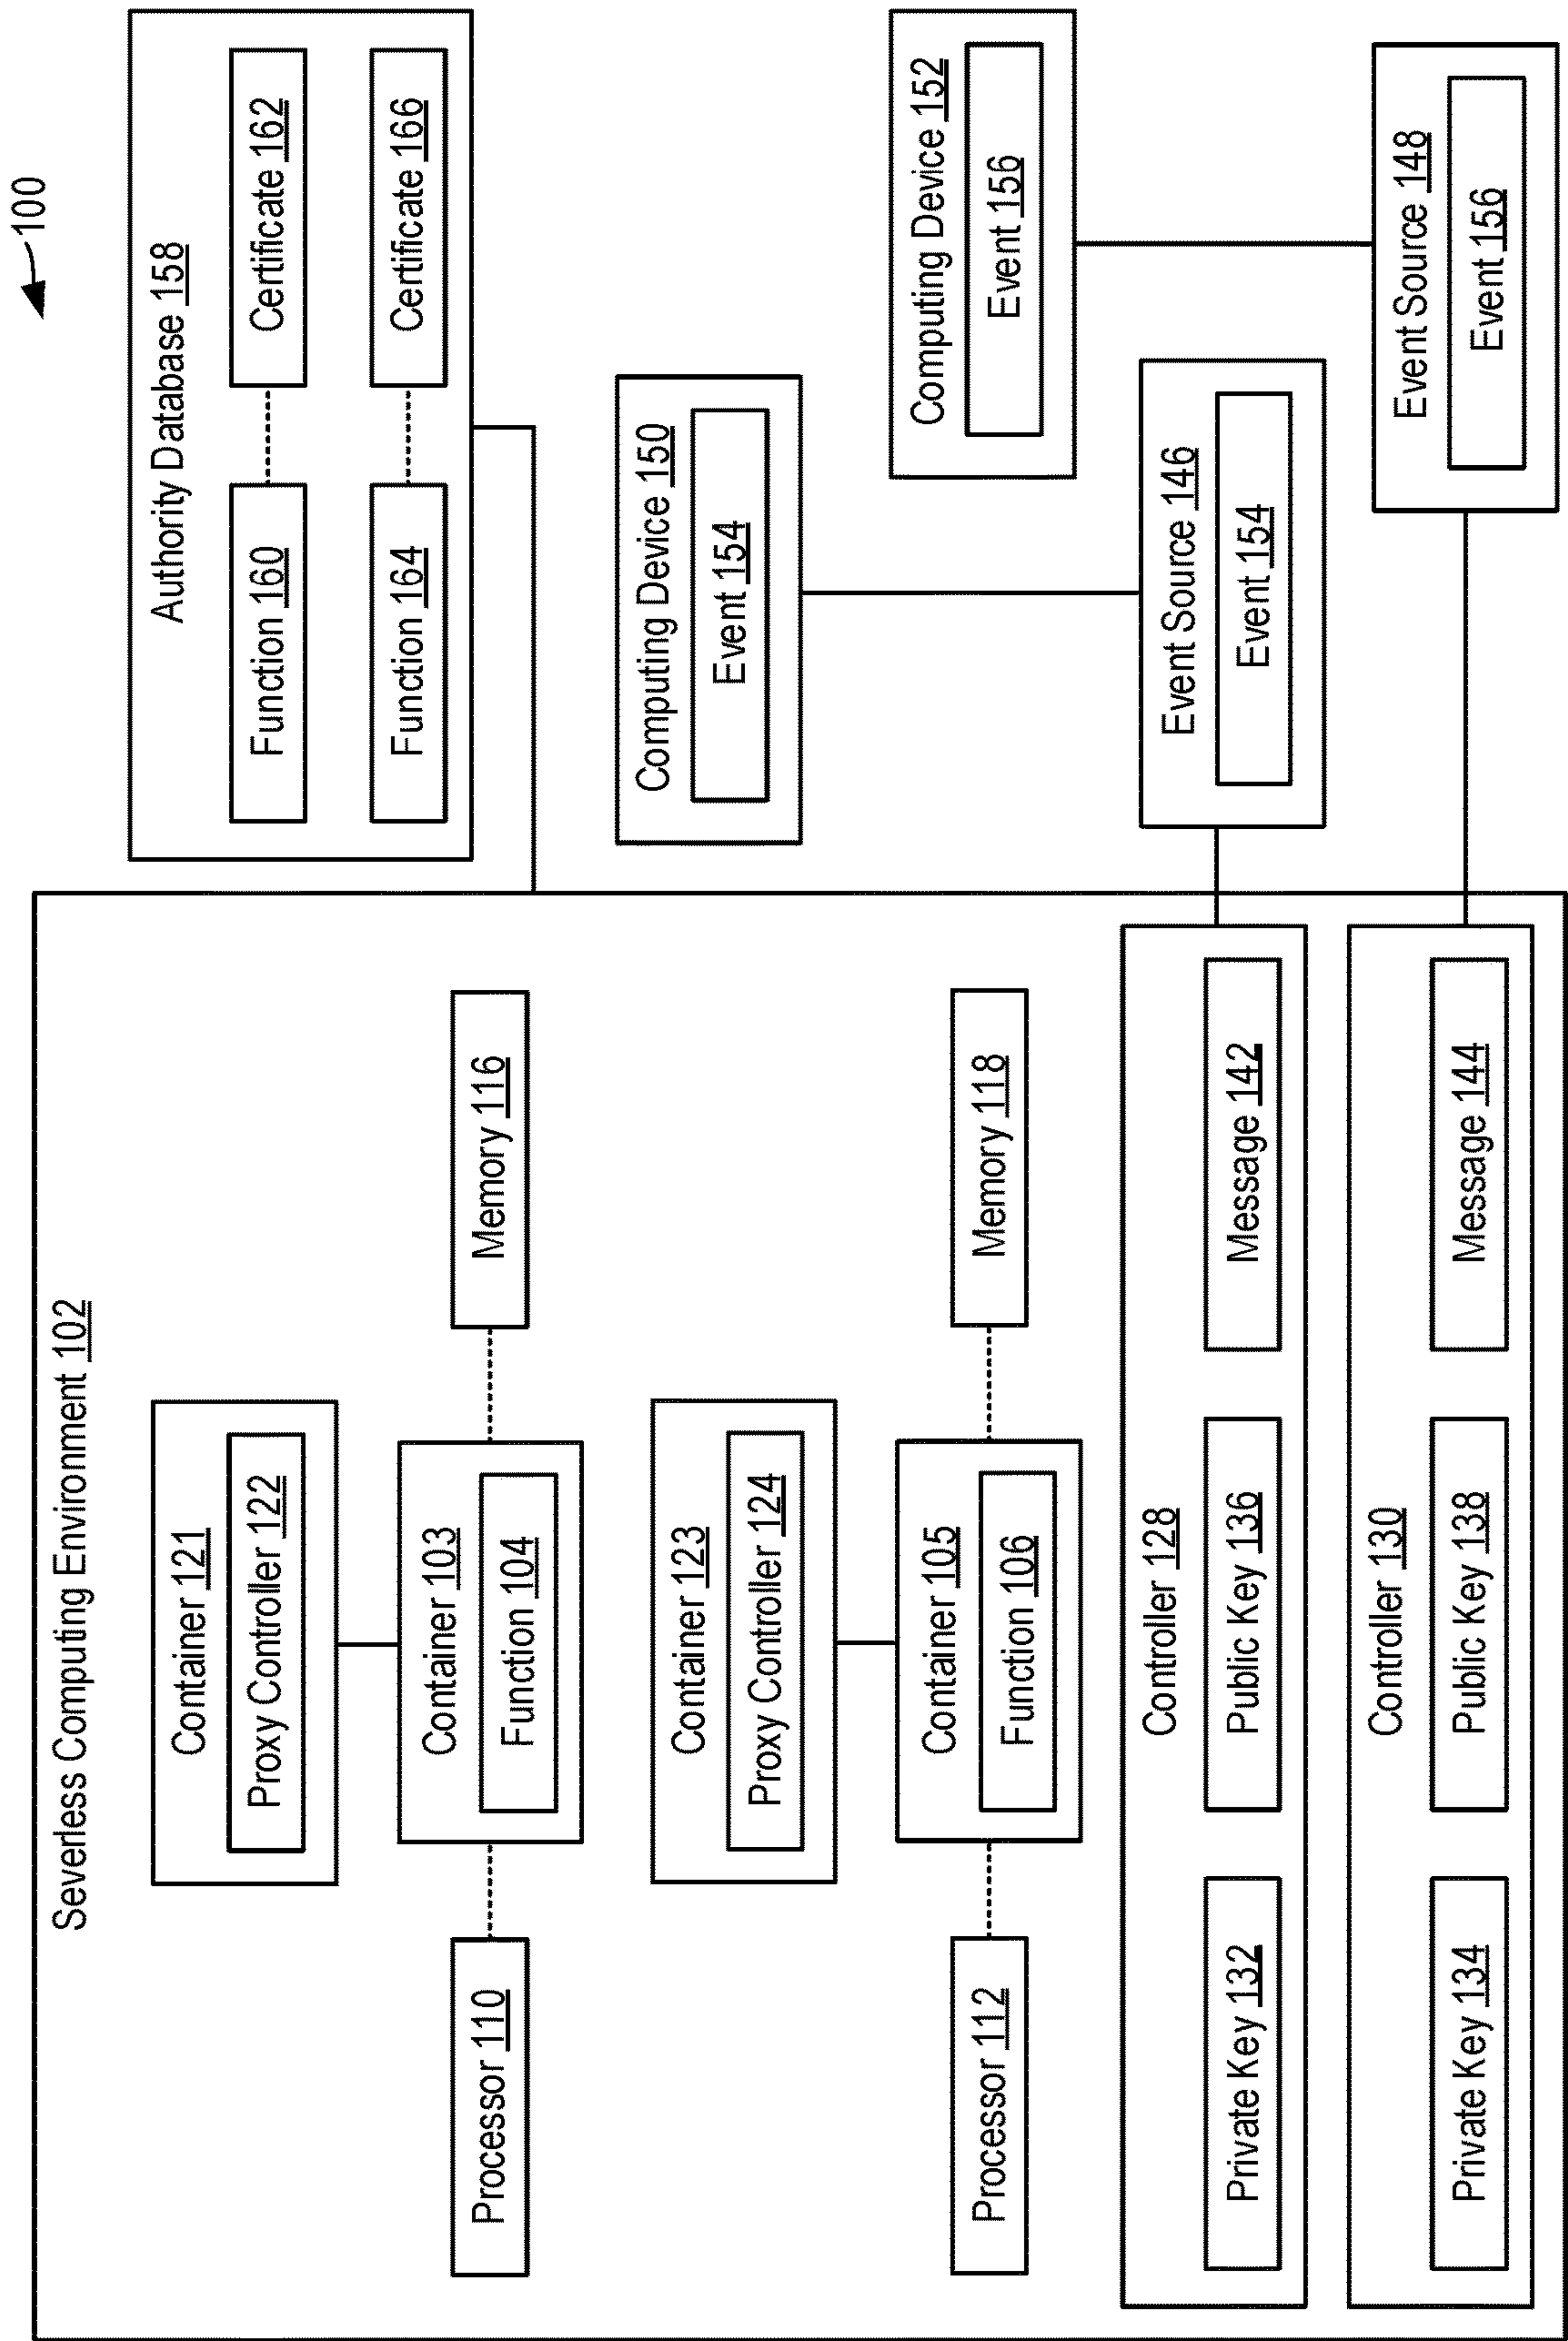 100
Severless Computing Environment 102
Container 121
Proxy Controller 122
Processor 110
Container 103
Function 104
Memory 116
Container 123
Proxy Controller 124
Processor 112
Container 105
Function 106
Memory 118
Controller 128
Private Key 132
Public Key 136
Message 142
Controller 130
Private Key 134
Public Key 138
Message 144
Authority Database 158
Function 160
Certificate 162
Function 164
Certificate 166
Computing Device 150
Event 154
Computing Device 152
Event 156
Event Source 146
Event 154
Event Source 148
Event 156